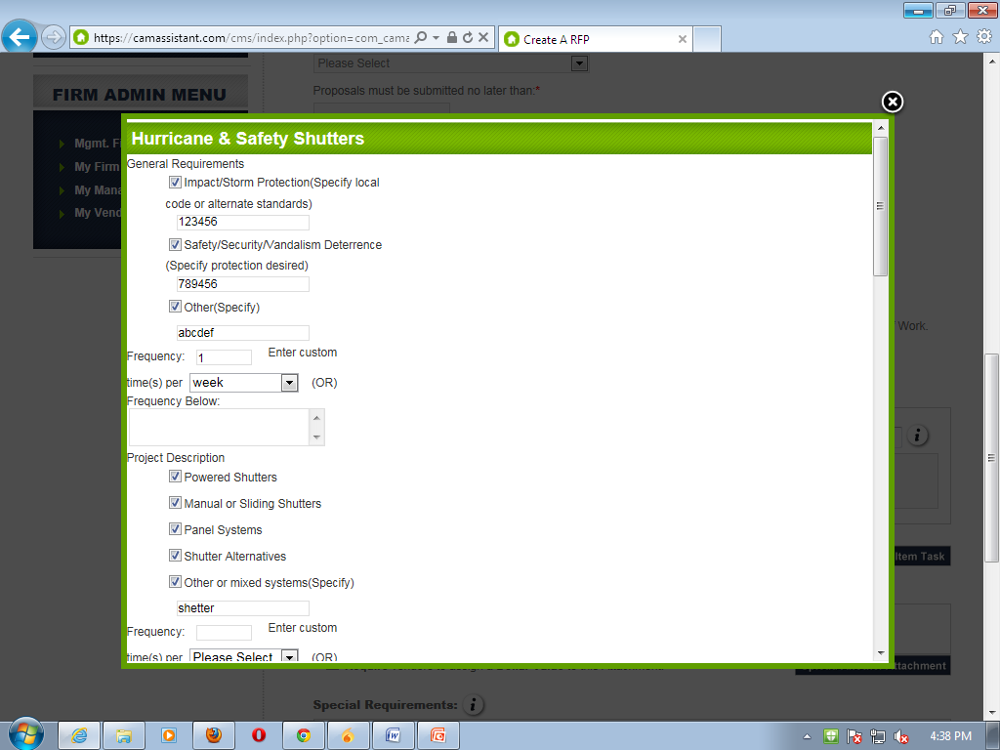 https://camassistant.com/cms/index.php?option=com_cama
Create A RFP
Please Select
Proposals must be submitted no later than:*
FIRM ADMIN MENU
Mgmt. F
My Firm
My Mana
My Vend
Hurricane & Safety Shutters
General Requirements
Impact/Storm Protection(Specify local
code or alternate standards)
123456
Safety/Security/Vandalism Deterrence
(Specify protection desired)
789456
Other(Specify)
abcdef
Work.
Frequency: 1 Enter custom
time(s) per week (OR)
Frequency Below:
Project Description
Powered Shutters
Manual or Sliding Shutters
Panel Systems
Shutter Alternatives
Item Task
Other or mixed systems(Specify)
shetter
Frequency: Enter custom
time(s) per Please Select (OR)
ttachment
Special Requirements:
4:38 PM